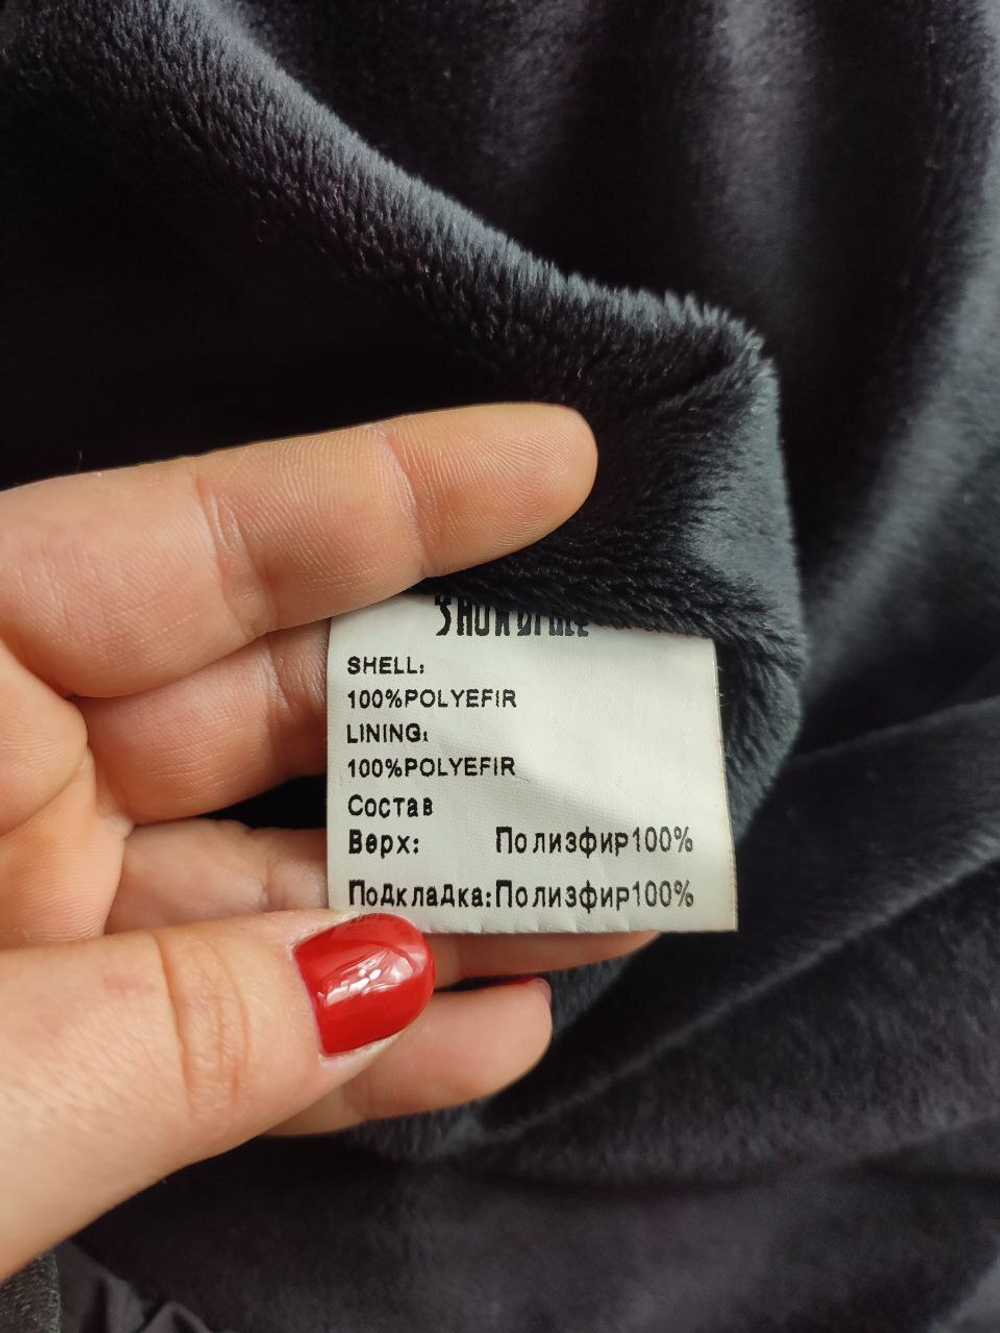 SHELL:
100%POLYEFIR
LINING:
100%POLYEFIR
Состав
Верх: Полизфир100%
Подкладка:Полизфир100%